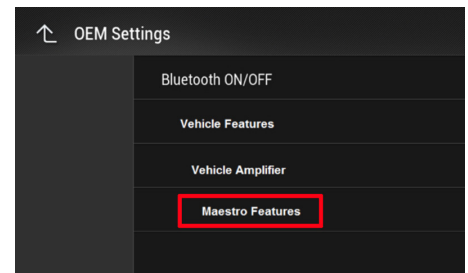 OEM Settings
Bluetooth ON/OFF
Vehicle Features
Vehicle Amplifier
Maestro Features